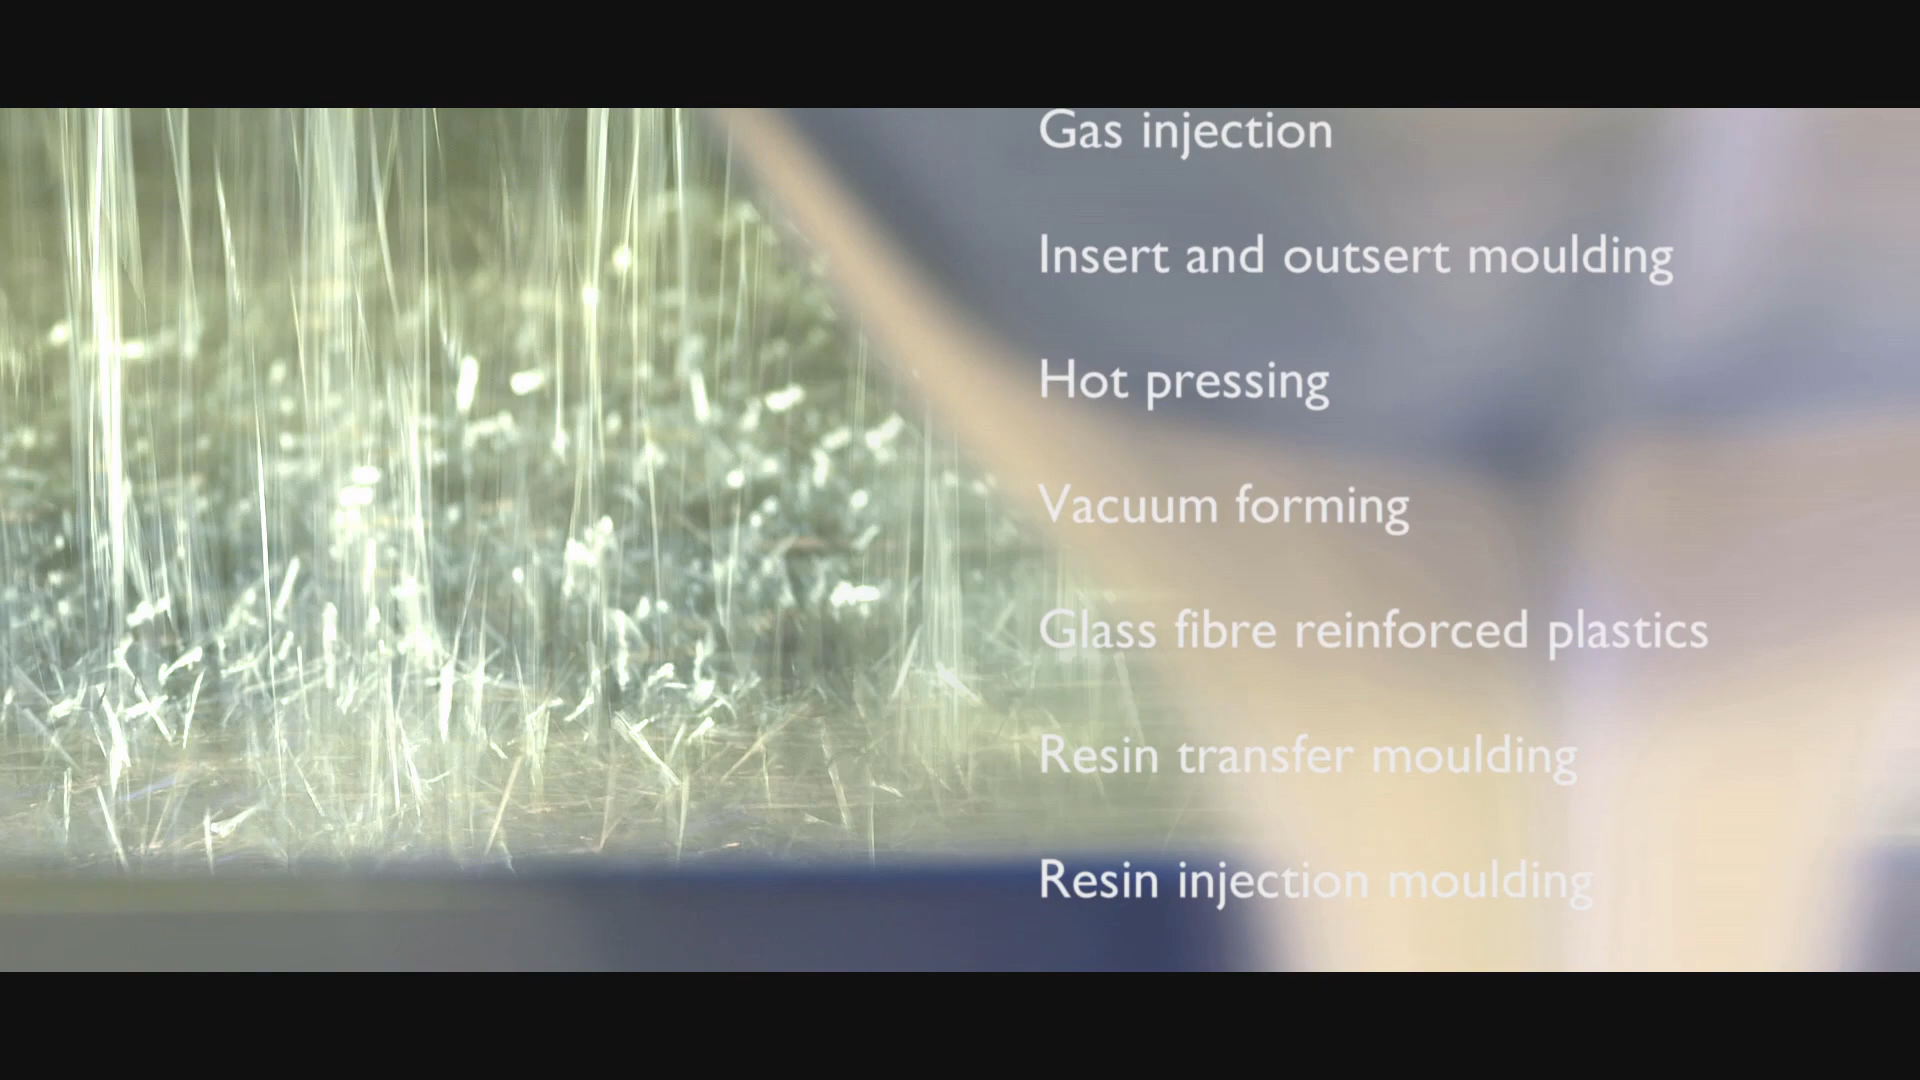 Gas injection
Insert and outsert moulding
Hot pressing
Vacuum forming
Glass fibre reinforced plastics
Resin transfer moulding
Resin injection moulding